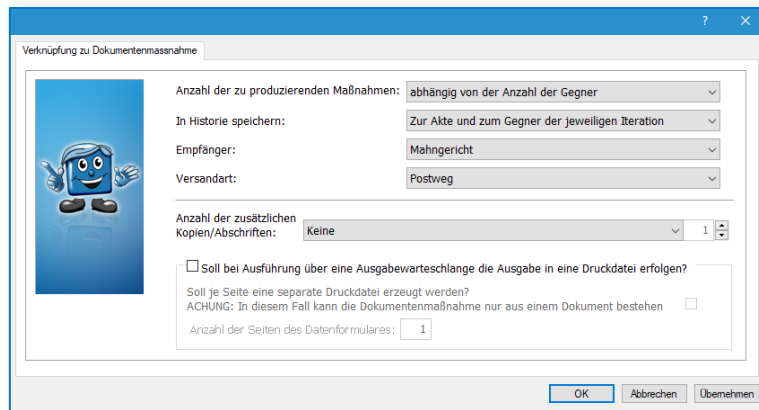 ?
Verknüpfung zu Dokumentenmassnahme
Anzahl der zu produzierenden Maßnahmen: abhängig von der Anzahl der Gegner
In Historie speichern: Zur Akte und zum Gegner der jeweiligen Iteration
Empfänger: Mahngericht
Versandart: Postweg
Anzahl der zusätzlichen
Kopien/Abschriften: Keine 1
Soll bei Ausführung über eine Ausgabewarteschlange die Ausgabe in eine Druckdatei erfolgen?
Soll je Seite eine separate Druckdatei erzeugt werden?
ACHUNG: In diesem Fall kann die Dokumentenmaßnahme nur aus einem Dokument bestehen
Anzahl der Seiten des Datenformulares: 1
OK Abbrechen Übernehmen